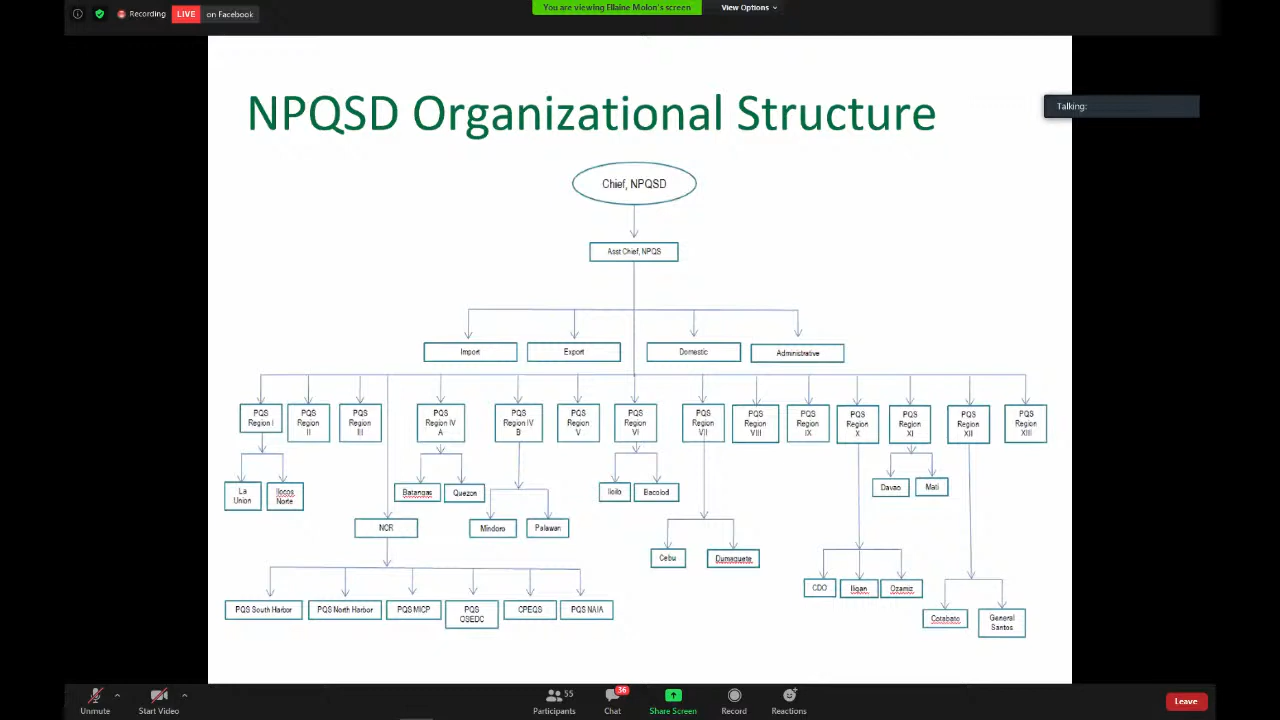 Recording
LIVE
on Facebook
You are viewing Ellaine Molon's screen
View Options
Talking:
NPQSD Organizational Structure
Chief, NPQSD
Asst Chief, NPQS
Import
Export
Domestic
Administrative
PQS
Region I
PQS
Region
II
PQS
Region
III
PQS
Region IV
A
PQS
Region IV
B
PQS
Region
V
PQS
Region
VI
PQS
Region
VII
PQS
Region
VIII
PQS
Region
IX
PQS
Region
X
PQS
Region
XI
PQS
Region
XII
PQS
Region
XIII
La
Union
Ilocos
Norte
Batangas
Quezon
Iloilo
Bacolod
Davao
Mati
NCR
Mindoro
Palawan
Cebu
Dumaguete
CDO
Iligan
Ozamiz
PQS South Harbor
PQS North Harbor
PQS MICP
PQS
OSEDC
CPEQS
PQS NAIA
Cotabato
General
Santos
Unmute
Start Video
55
Participants
36
Chat
Share Screen
Record
Reactions
Leave